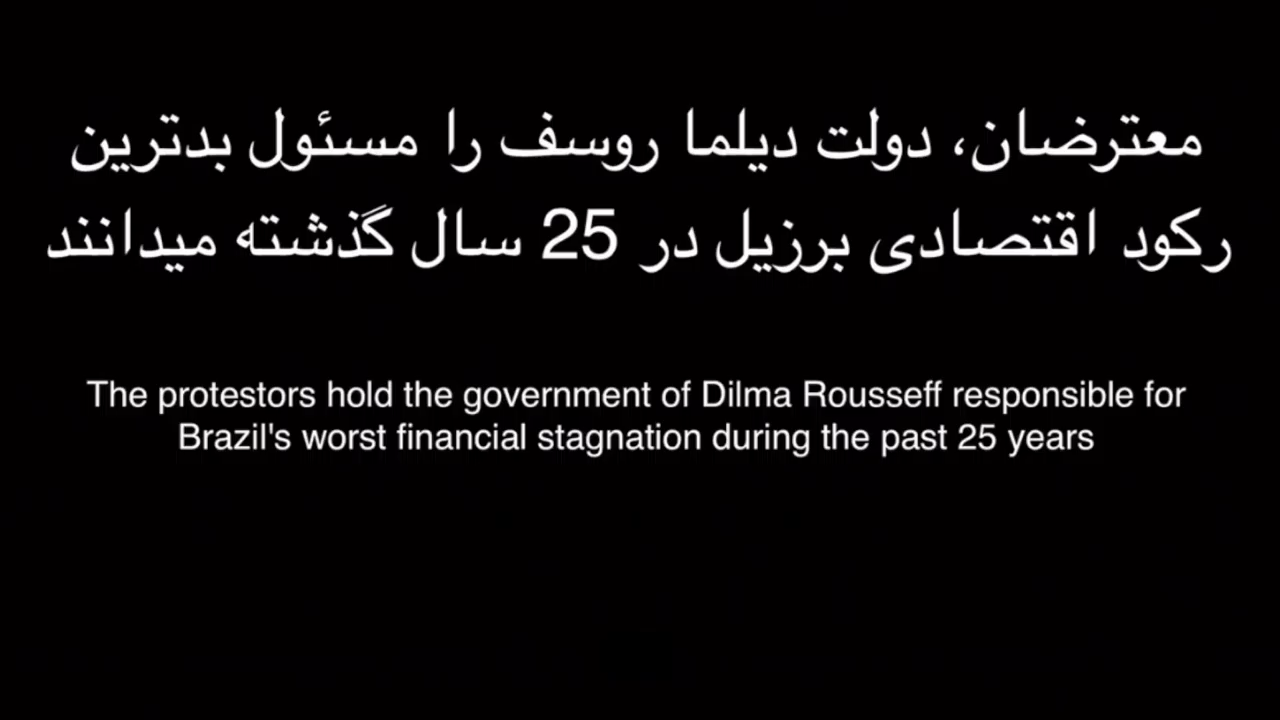 معترضان، دولت دیلما روسف را مسئول بدترین
رکود اقتصادی برزیل در 25 سال گذشته میدانند
The protestors hold the government of Dilma Rousseff responsible for
Brazil's worst financial stagnation during the past 25 years